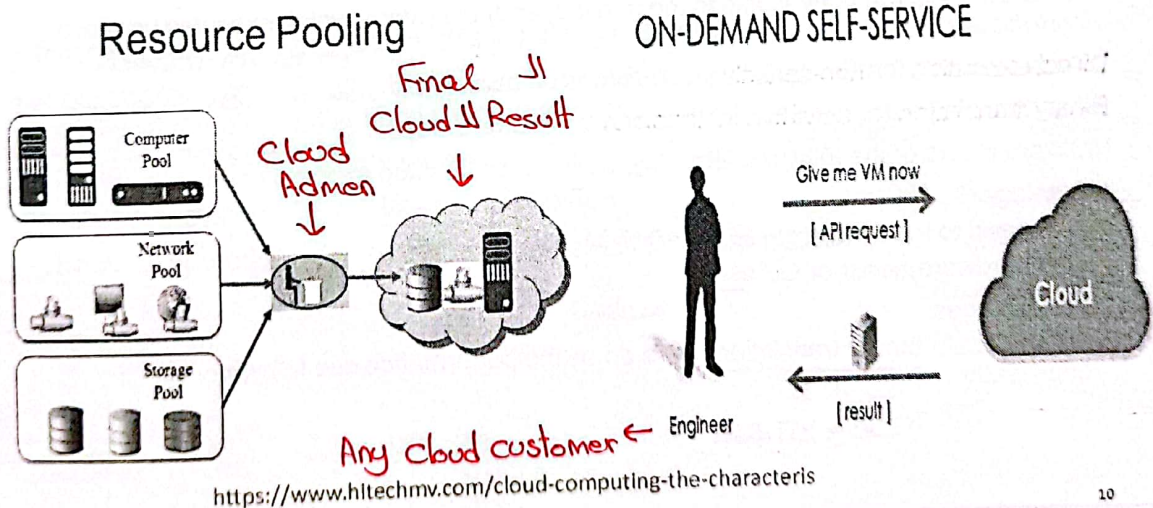 Resource Pooling
ON-DEMAND SELF-SERVICE
Final ال
Cloud ال Result
Cloud
Admen
Computer
Pool
Network
Pool
Storage
Pool
Give me VM now
[ API request ]
Cloud
[ result ]
Engineer
Any Cloud customer ←
https://www.hitechmv.com/cloud-computing-the-characteris
10